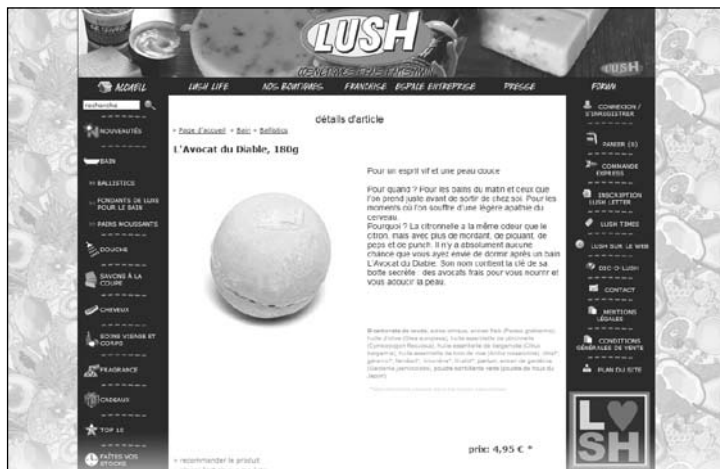 LUSH
LUSH
ACCUEIL
LUSH LIFE
NOS BOUTIQUES
FRANCHISE
ESPACE ENTREPRISE
PRESSE
FORUM
recherche
NOUVEAUTÉS
BAIN
BALLISTICS
FONDANTS DE LUXE
POUR LE BAIN
PAINS MOUSSANTS
DOUCHE
SAVONS À LA
COUPE
CHEVEUX
SOINS VISAGE ET
CORPS
FRAGRANCE
CADEAUX
TOP 10
FAÎTES VOS
STOCKS
détails d'article
Page d'accueil » Bain » Ballistics
L'Avocat du Diable, 180g
Pour un esprit vif et une peau douce
Pour quand ? Pour les bains du matin et ceux que
l'on prend juste avant de sortir de chez soi. Pour les
moments où l'on souffre d'une légère apathie du
cerveau.
Pourquoi ? La citronnelle a la même odeur que le
citron, mais avec plus de mordant, de piquant, de
peps et de punch. Il n'y a absolument aucune
chance que vous ayez envie de dormir après un bain
L'Avocat du Diable. Son nom contient la clé de sa
botte secrète : des avocats frais pour vous nourrir et
vous adoucir la peau.
prix: 4,95 € *
» recommander le produit
CONNEXION /
S'ENREGISTRER
PANIER (0)
COMMANDE
EXPRESS
INSCRIPTION
LUSH LETTER
LUSH TIMES
LUSH SUR LE WEB
DIC-O-LUSH
CONTACT
MENTIONS
LÉGALES
CONDITIONS
GÉNÉRALES DE VENTE
PLAN DU SITE
L
SH